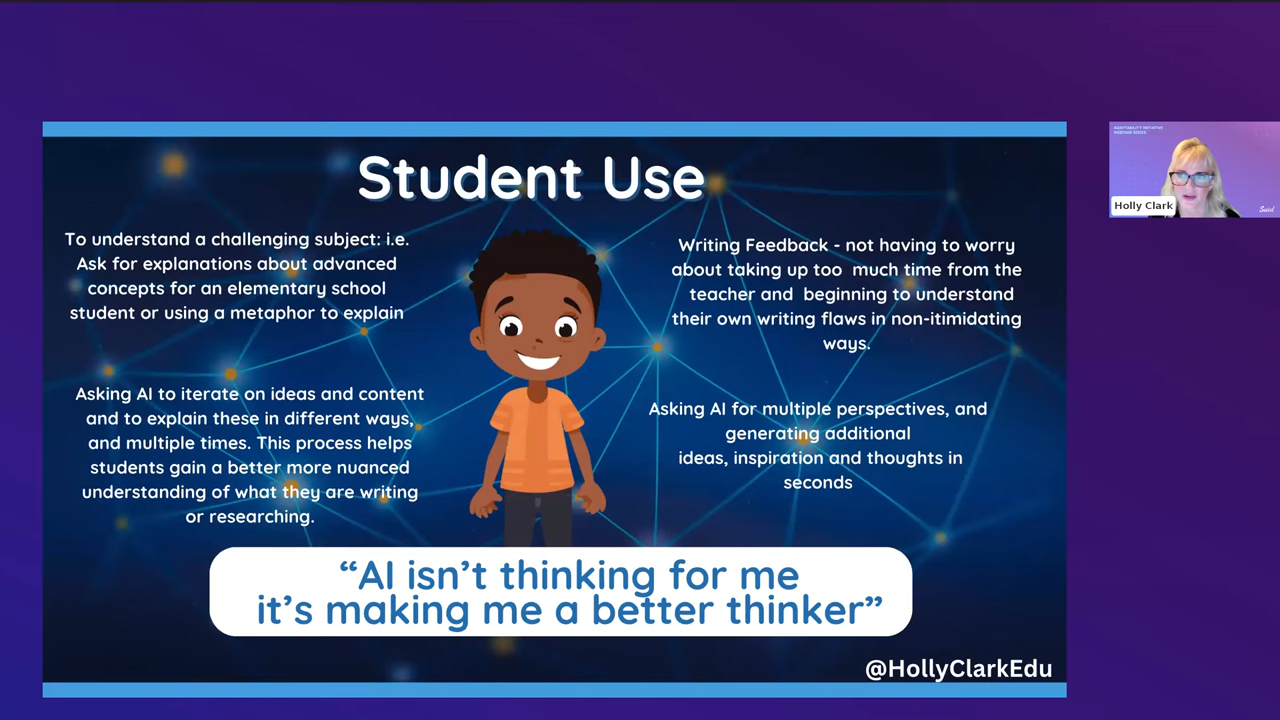 Student Use
To understand a challenging subject: i.e.
Ask for explanations about advanced
concepts for an elementary school
student or using a metaphor to explain
Asking AI to iterate on ideas and content
and to explain these in different ways,
and multiple times. This process helps
students gain a better more nuanced
understanding of what they are writing
or researching.
Writing Feedback - not having to worry
about taking up too much time from the
teacher and beginning to understand
their own writing flaws in non-itimidating
ways.
Asking AI for multiple perspectives, and
generating additional
ideas, inspiration and thoughts in
seconds
“AI isn’t thinking for me
it’s making me a better thinker”
@HollyClarkEdu
ADAPTABILITY INITIATIVE
WEBINAR SERIES
Holly Clark